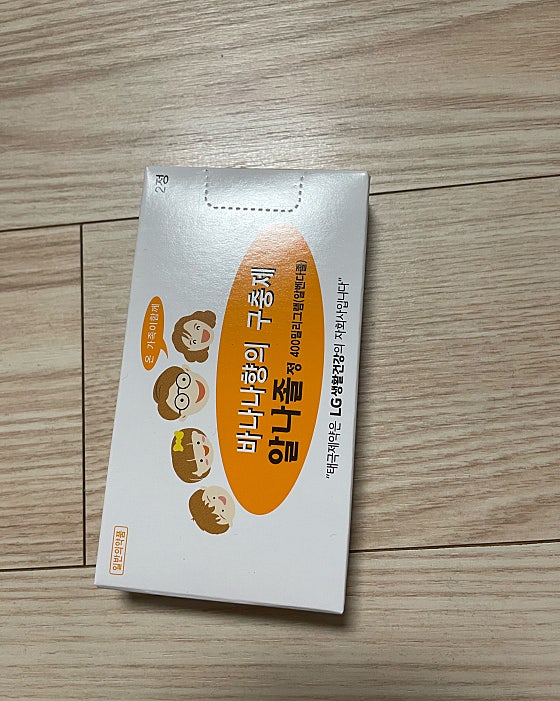 2정
온 가족이함께
바나나향의 구충제
알나졸 정 400밀리그램(알벤다졸)
"태극제약은 LG생활건강의 자회사입니다"
일반의약품